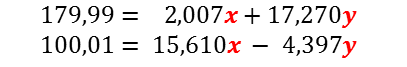 179,99 = 2,007x + 17,270y
100,01 = 15,610x − 4,397y